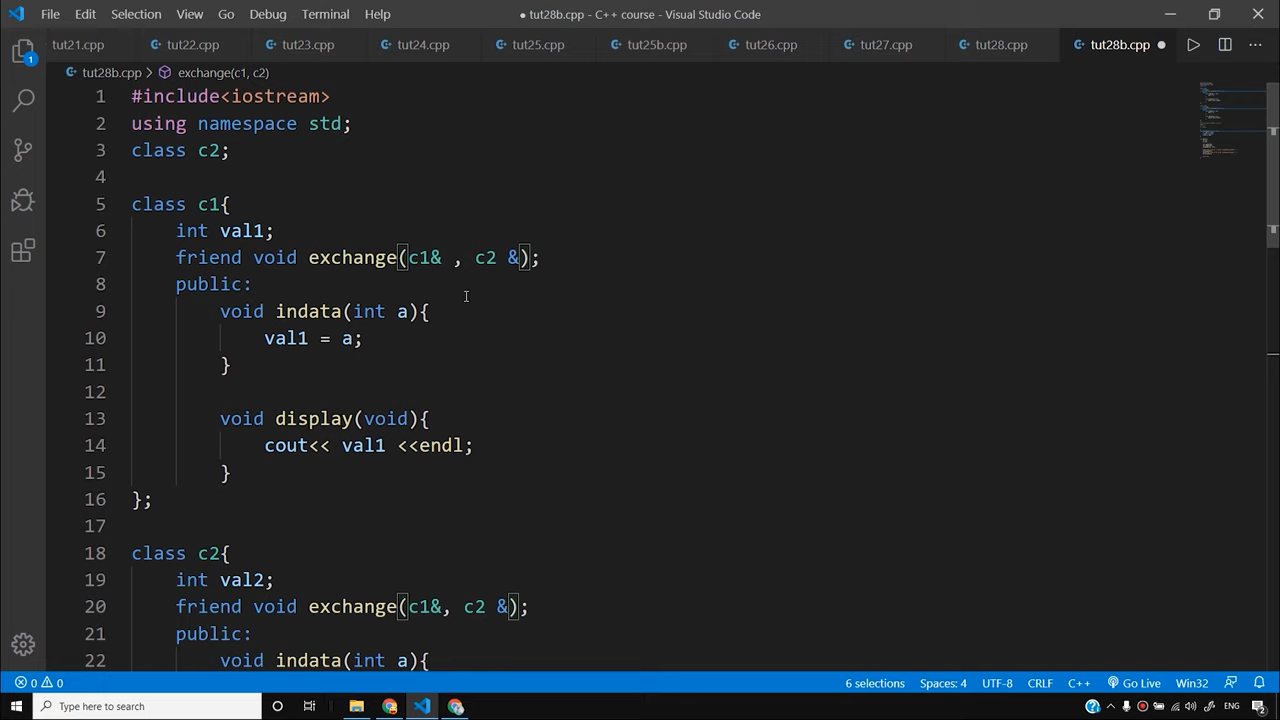 File Edit Selection View Go Debug Terminal Help
● tut28b.cpp - C++ course - Visual Studio Code
tut21.cpp tut22.cpp tut23.cpp tut24.cpp tut25.cpp tut25b.cpp tut26.cpp tut27.cpp tut28.cpp tut28b.cpp ●
tut28b.cpp > exchange(c1, c2)
1 #include<iostream>
2 using namespace std;
3 class c2;
4
5 class c1{
6 int val1;
7 friend void exchange(c1& , c2 &);
8 public:
9 void indata(int a){
10 val1 = a;
11 }
12
13 void display(void){
14 cout<< val1 <<endl;
15 }
16 };
17
18 class c2{
19 int val2;
20 friend void exchange(c1&, c2 &);
21 public:
22 void indata(int a){
1
0 0 6 selections Spaces: 4 UTF-8 CRLF C++ Go Live Win32
Type here to search ENG 2